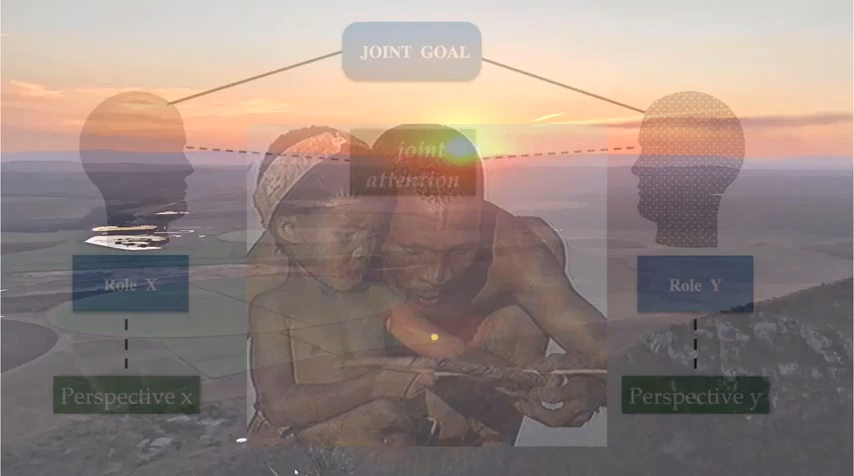 JOINT GOAL
joint
attention
Role X
Role Y
Perspective x
Perspective y